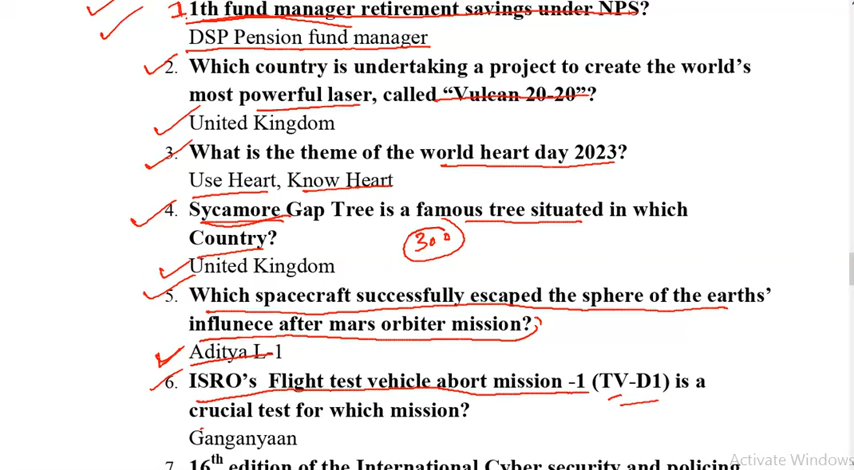 1. 1th fund manager retirement savings under NPS?
DSP Pension fund manager
2. Which country is undertaking a project to create the world's
most powerful laser, called “Vulcan 20-20”?
United Kingdom
3. What is the theme of the world heart day 2023?
Use Heart, Know Heart
4. Sycamore Gap Tree is a famous tree situated in which
Country?
300
United Kingdom
5. Which spacecraft successfully escaped the sphere of the earths’
influnece after mars orbiter mission?
Aditya L-1
6. ISRO’s Flight test vehicle abort mission -1 (TV-D1) is a
crucial test for which mission?
Ganganyaan
7. 16th edition of the International Cyber security and policing
Activate Windows